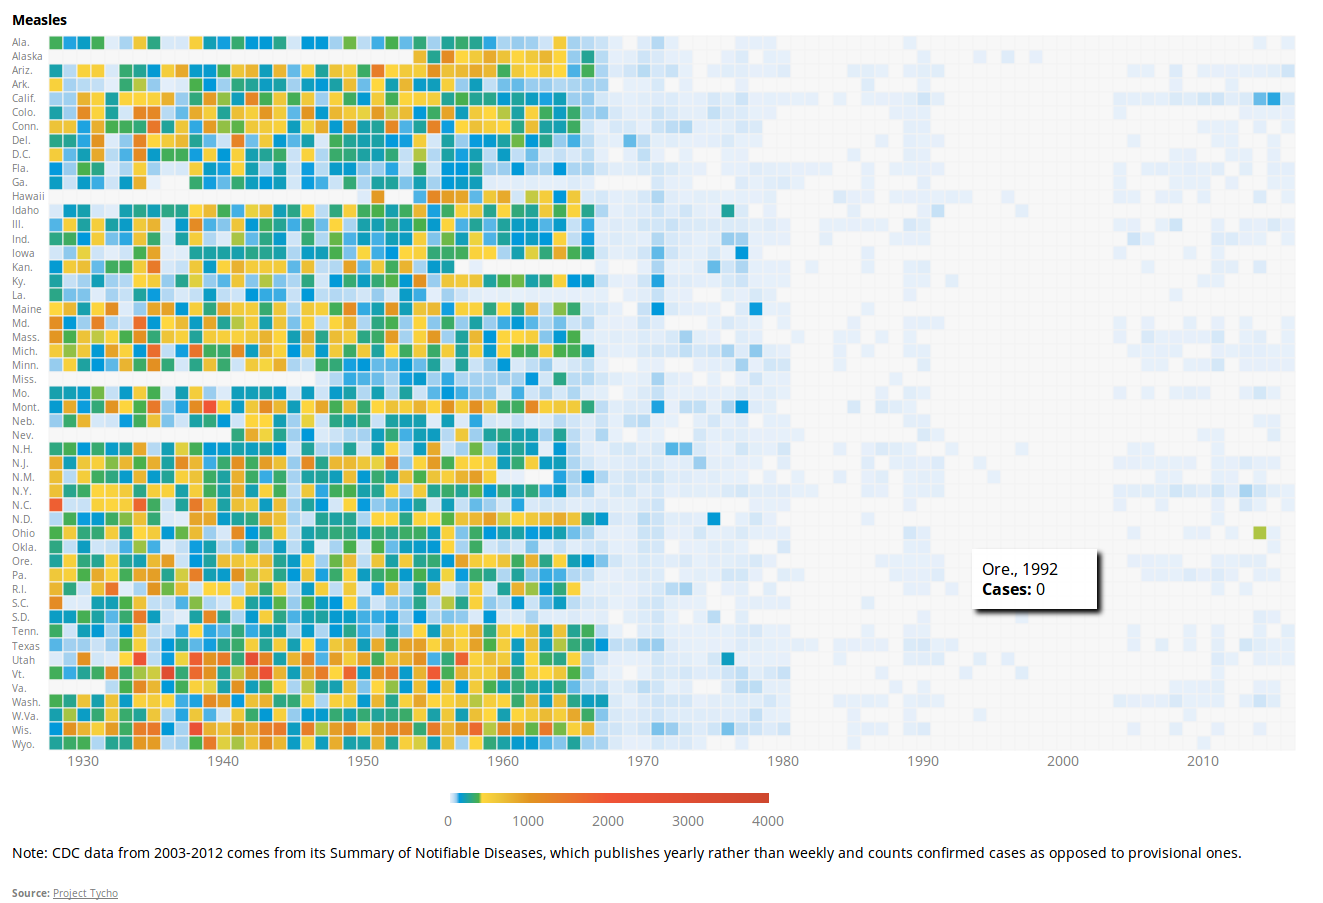 Measles
Ala.
Alaska
Ariz.
Ark.
Calif.
Colo.
Conn.
Del.
D.C.
Fla.
Ga.
Hawaii
Idaho
Ill.
Ind.
Iowa
Kan.
Ky.
La.
Maine
Md.
Mass.
Mich.
Minn.
Miss.
Mo.
Mont.
Neb.
Nev.
N.H.
N.J.
N.M.
N.Y.
N.C.
N.D.
Ohio
Okla.
Ore.
Pa.
R.I.
S.C.
S.D.
Tenn.
Texas
Utah
Vt.
Va.
Wash.
W.Va.
Wis.
Wyo.
Ore., 1992
Cases: 0
1930 1940 1950 1960 1970 1980 1990 2000 2010
0 1000 2000 3000 4000
Note: CDC data from 2003-2012 comes from its Summary of Notifiable Diseases, which publishes yearly rather than weekly and counts confirmed cases as opposed to provisional ones.
Source: Project Tycho